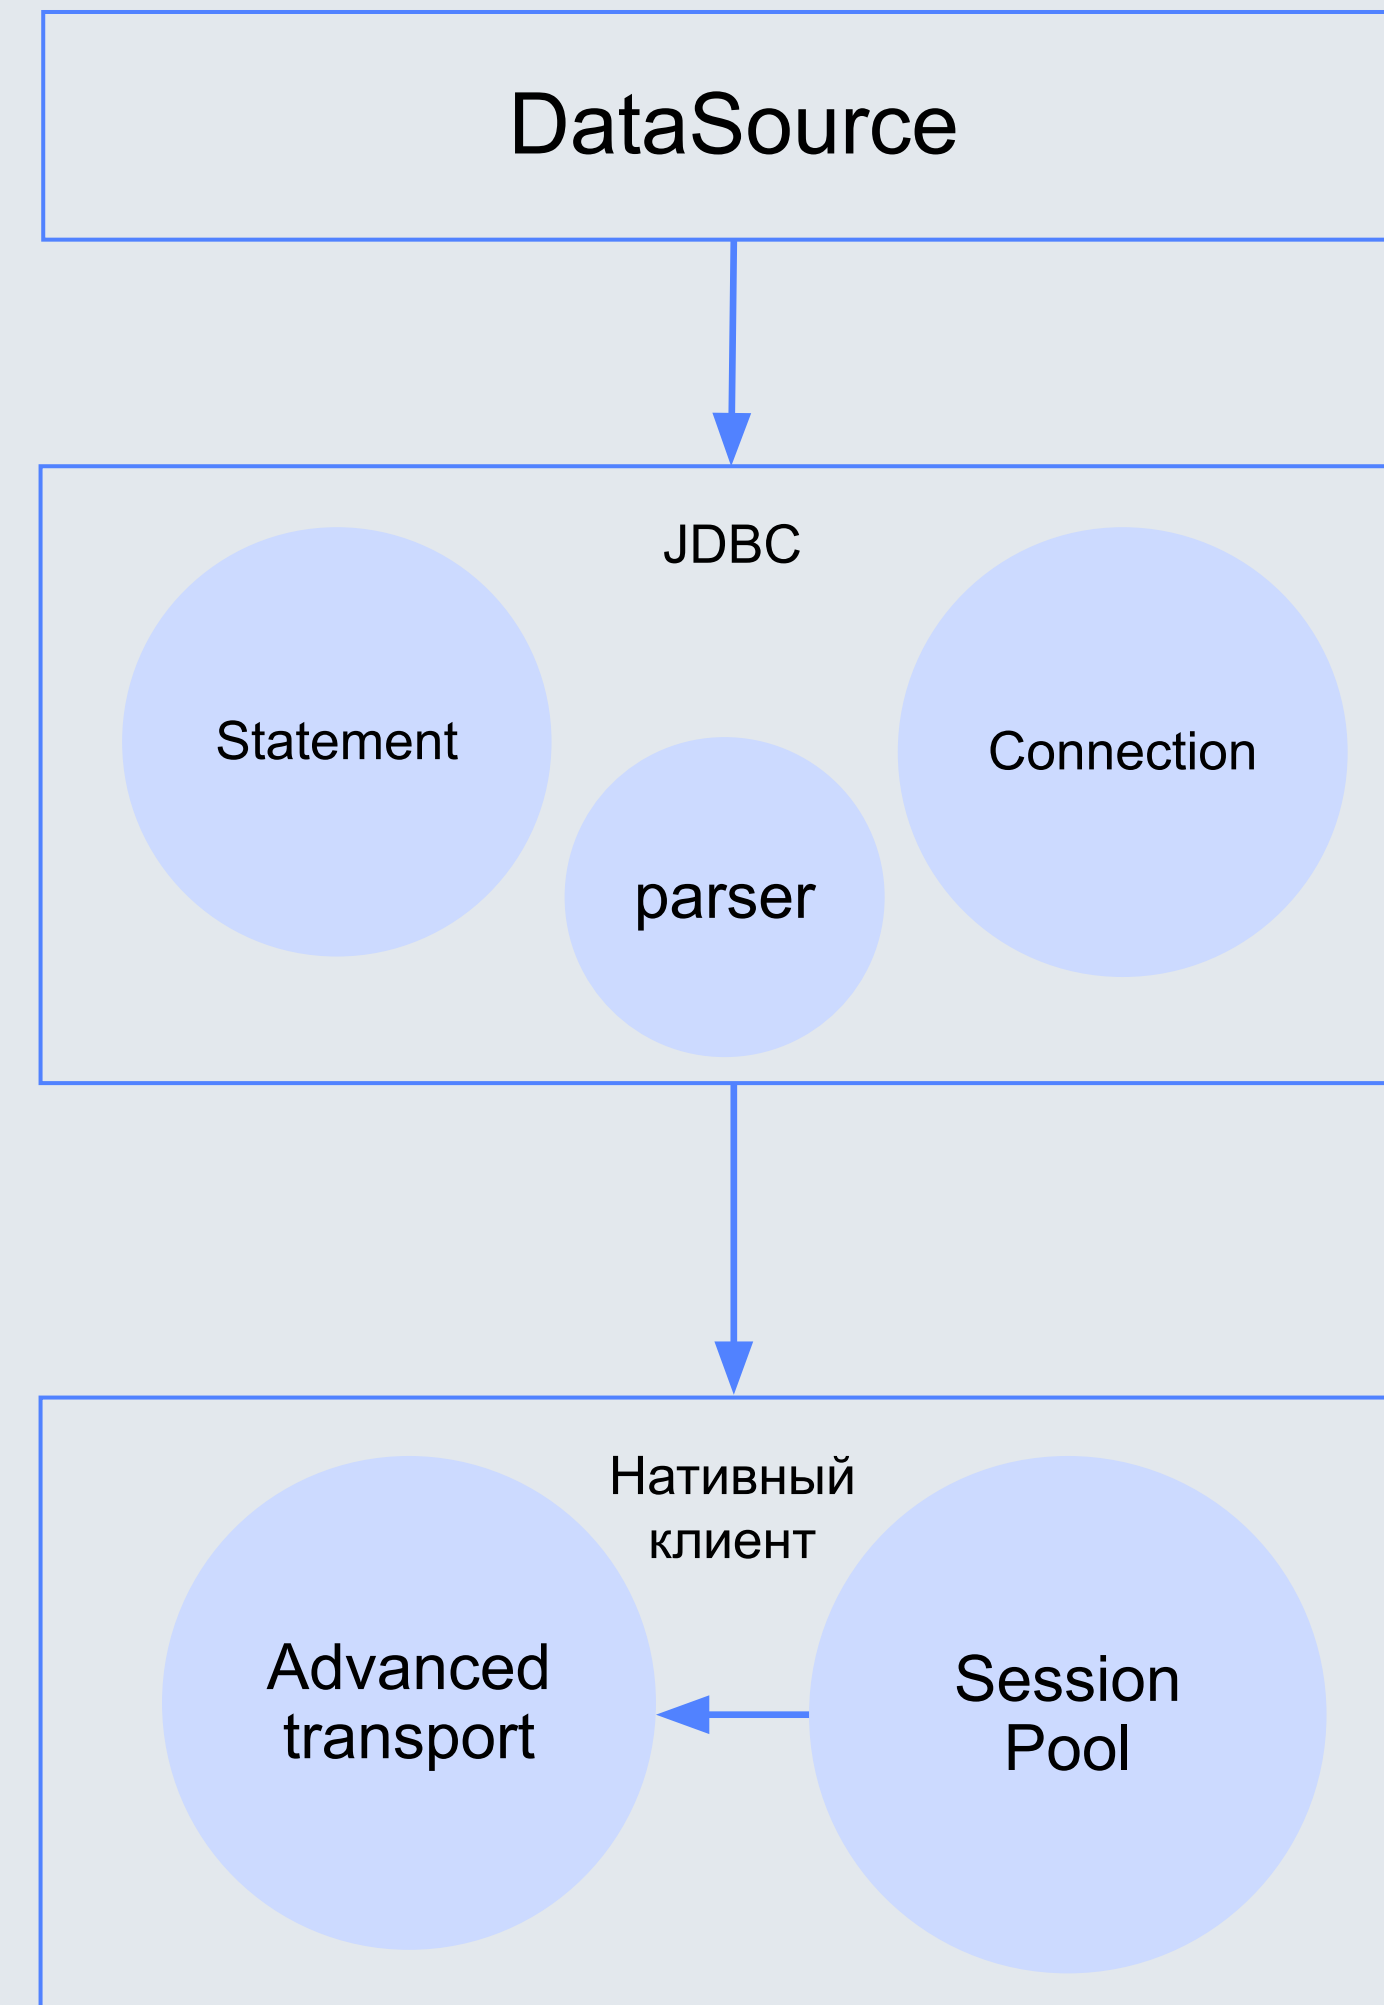 DataSource
JDBC
Statement
Connection
parser
Нативный
клиент
Advanced
transport
Session
Pool